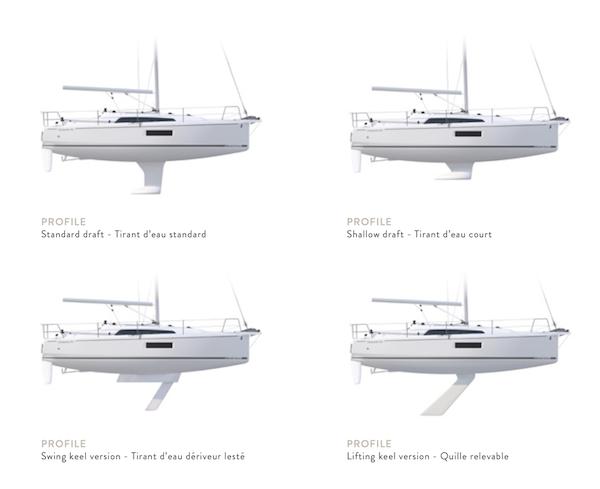 PROFILE
Standard draft - Tirant d'eau standard
PROFILE
Shallow draft - Tirant d'eau court
PROFILE
Swing keel version - Tirant d'eau dériveur lesté
PROFILE
Lifting keel version - Quille relevable